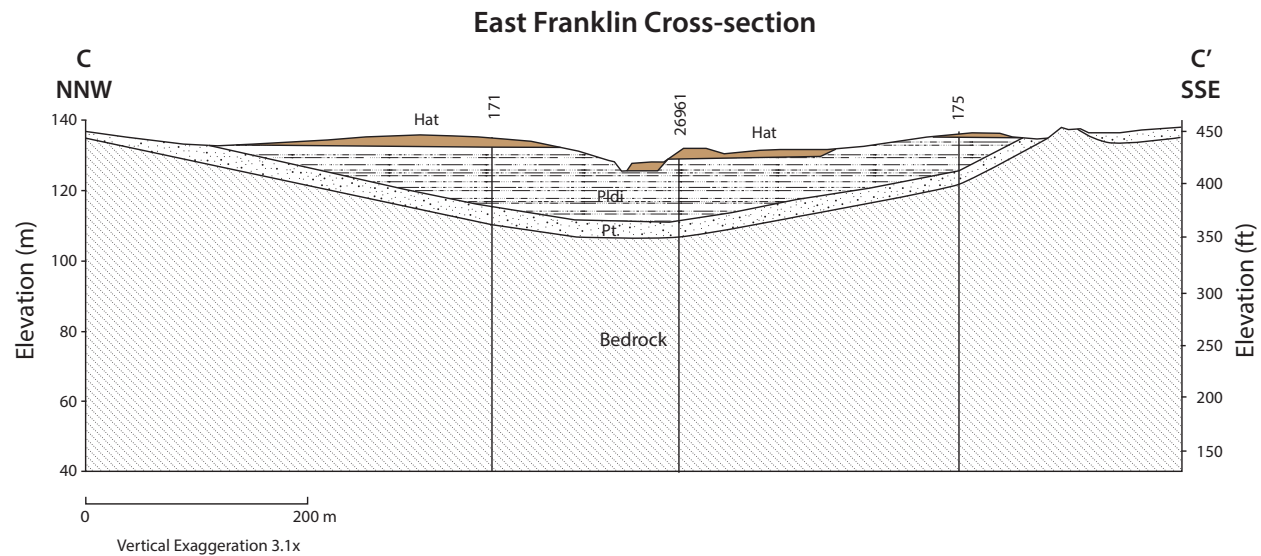 East Franklin Cross-section
C
NNW
C’
SSE
171
26961
175
Hat
Hat
140
120
100
80
60
40
Elevation (m)
450
400
350
300
250
200
150
Elevation (ft)
Pldi
Pt
Bedrock
0
200 m
Vertical Exaggeration 3.1x